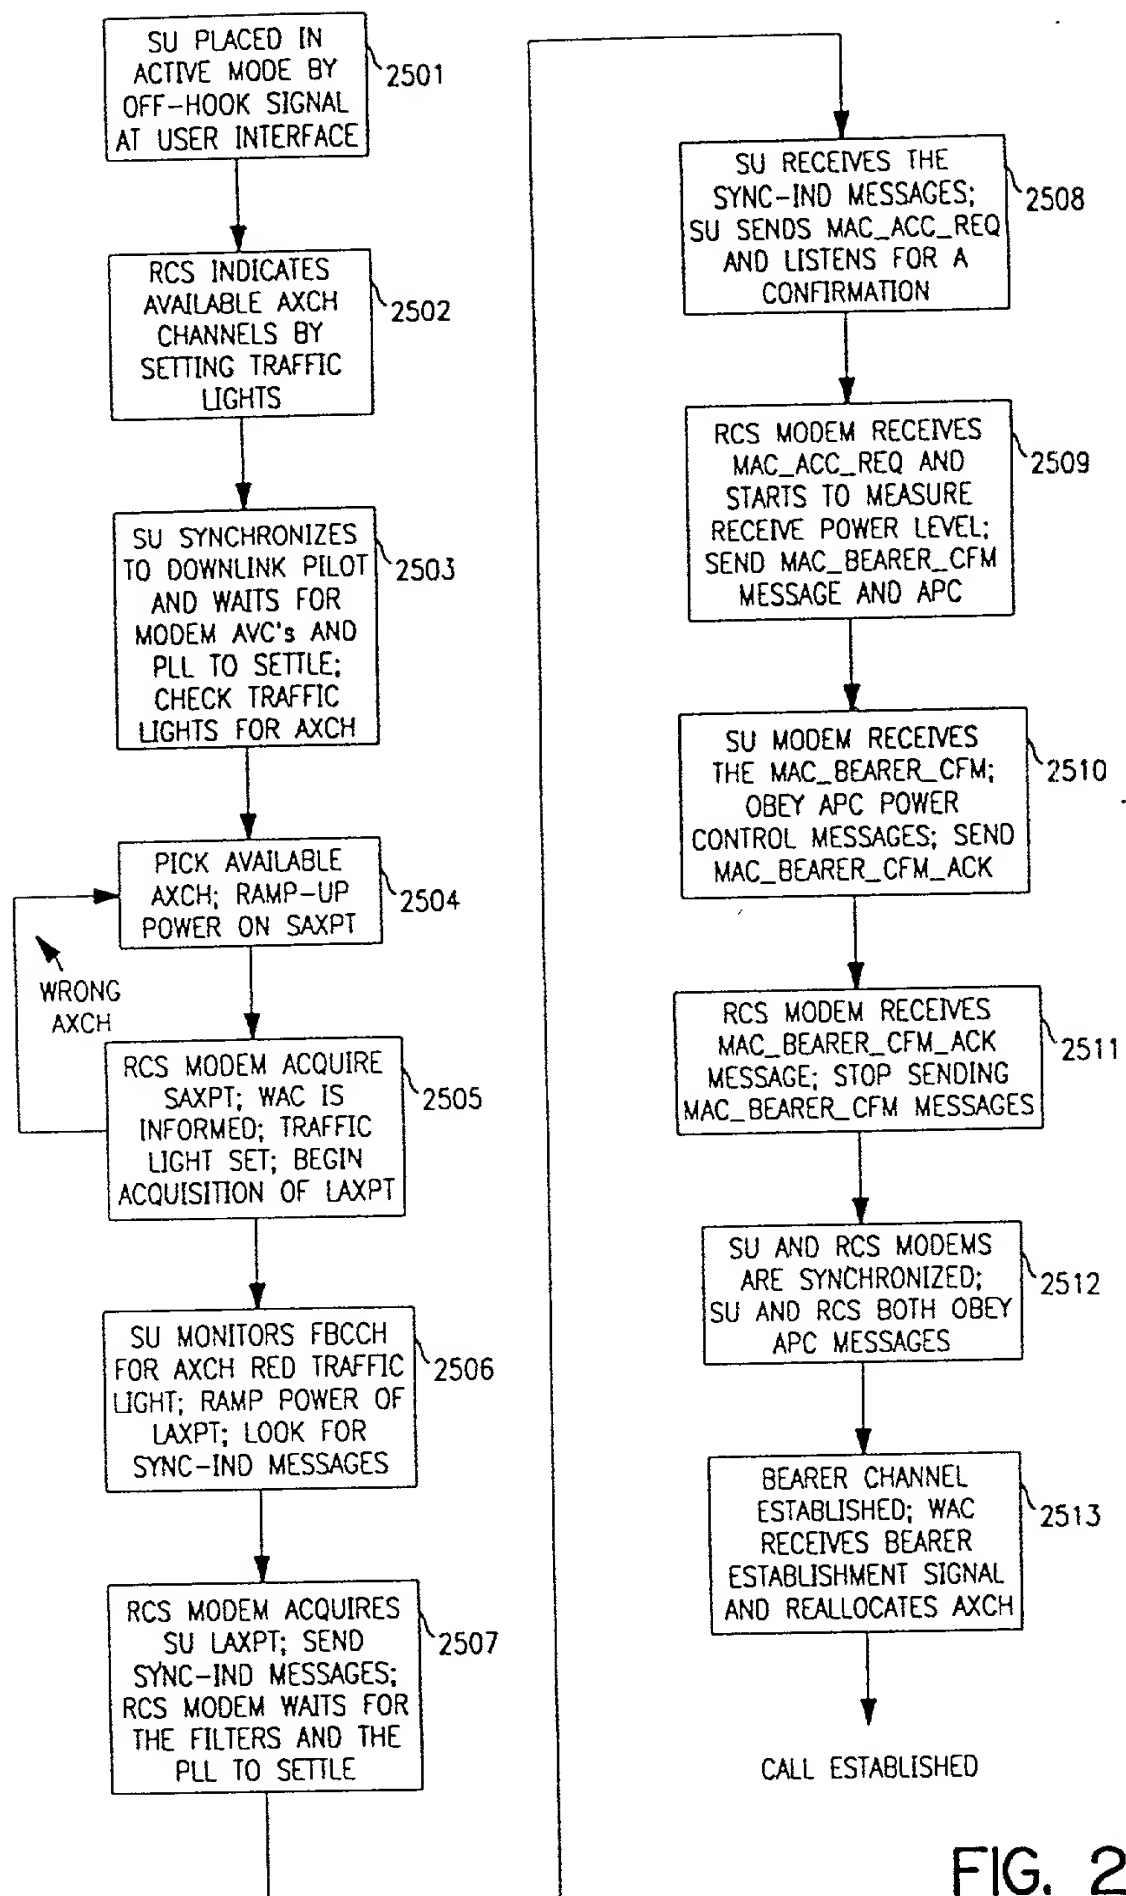 SU PLACED IN
ACTIVE MODE BY
OFF-HOOK SIGNAL
AT USER INTERFACE
2501
RCS INDICATES
AVAILABLE AXCH
CHANNELS BY
SETTING TRAFFIC
LIGHTS
2502
SU SYNCHRONIZES
TO DOWNLINK PILOT
AND WAITS FOR
MODEM AVC's AND
PLL TO SETTLE;
CHECK TRAFFIC
LIGHTS FOR AXCH
2503
PICK AVAILABLE
AXCH; RAMP-UP
POWER ON SAXPT
2504
WRONG
AXCH
RCS MODEM ACQUIRE
SAXPT; WAC IS
INFORMED; TRAFFIC
LIGHT SET; BEGIN
ACQUISITION OF LAXPT
2505
SU MONITORS FBCCH
FOR AXCH RED TRAFFIC
LIGHT; RAMP POWER OF
LAXPT; LOOK FOR
SYNC-IND MESSAGES
2506
RCS MODEM ACQUIRES
SU LAXPT; SEND
SYNC-IND MESSAGES;
RCS MODEM WAITS FOR
THE FILTERS AND THE
PLL TO SETTLE
2507
SU RECEIVES THE
SYNC-IND MESSAGES;
SU SENDS MAC_ACC_REQ
AND LISTENS FOR A
CONFIRMATION
2508
RCS MODEM RECEIVES
MAC_ACC_REQ AND
STARTS TO MEASURE
RECEIVE POWER LEVEL;
SEND MAC_BEARER_CFM
MESSAGE AND APC
2509
SU MODEM RECEIVES
THE MAC_BEARER_CFM;
OBEY APC POWER
CONTROL MESSAGES; SEND
MAC_BEARER_CFM_ACK
2510
RCS MODEM RECEIVES
MAC_BEARER_CFM_ACK
MESSAGE; STOP SENDING
MAC_BEARER_CFM MESSAGES
2511
SU AND RCS MODEMS
ARE SYNCHRONIZED;
SU AND RCS BOTH OBEY
APC MESSAGES
2512
BEARER CHANNEL
ESTABLISHED; WAC
RECEIVES BEARER
ESTABLISHMENT SIGNAL
AND REALLOCATES AXCH
2513
CALL ESTABLISHED
FIG. 2